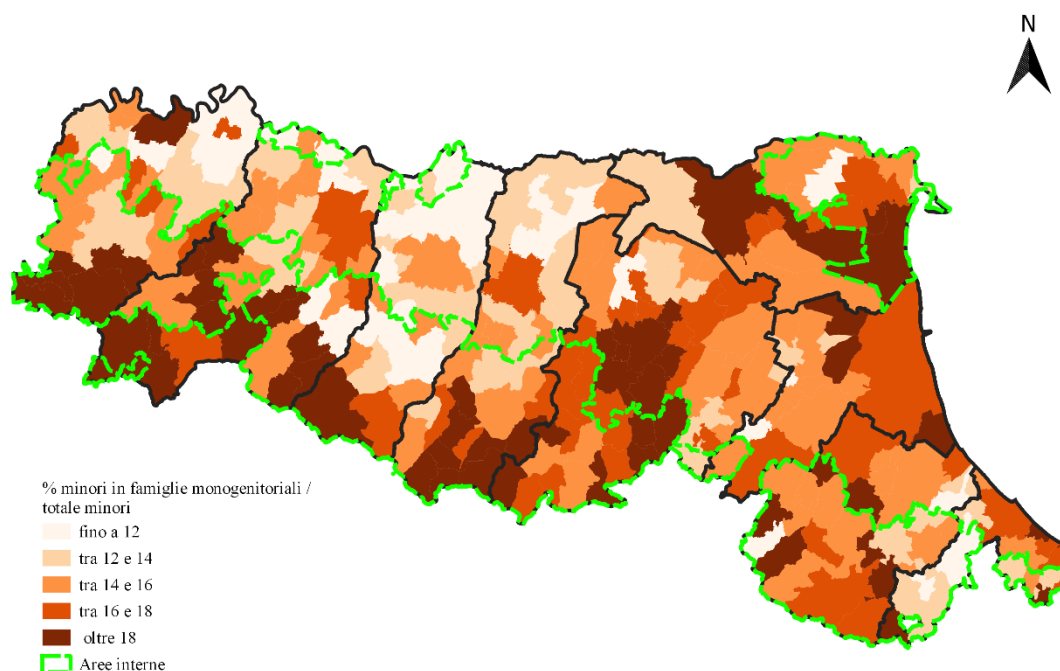 N
% minori in famiglie monogenitoriali /
totale minori
fino a 12
tra 12 e 14
tra 14 e 16
tra 16 e 18
oltre 18
Aree interne